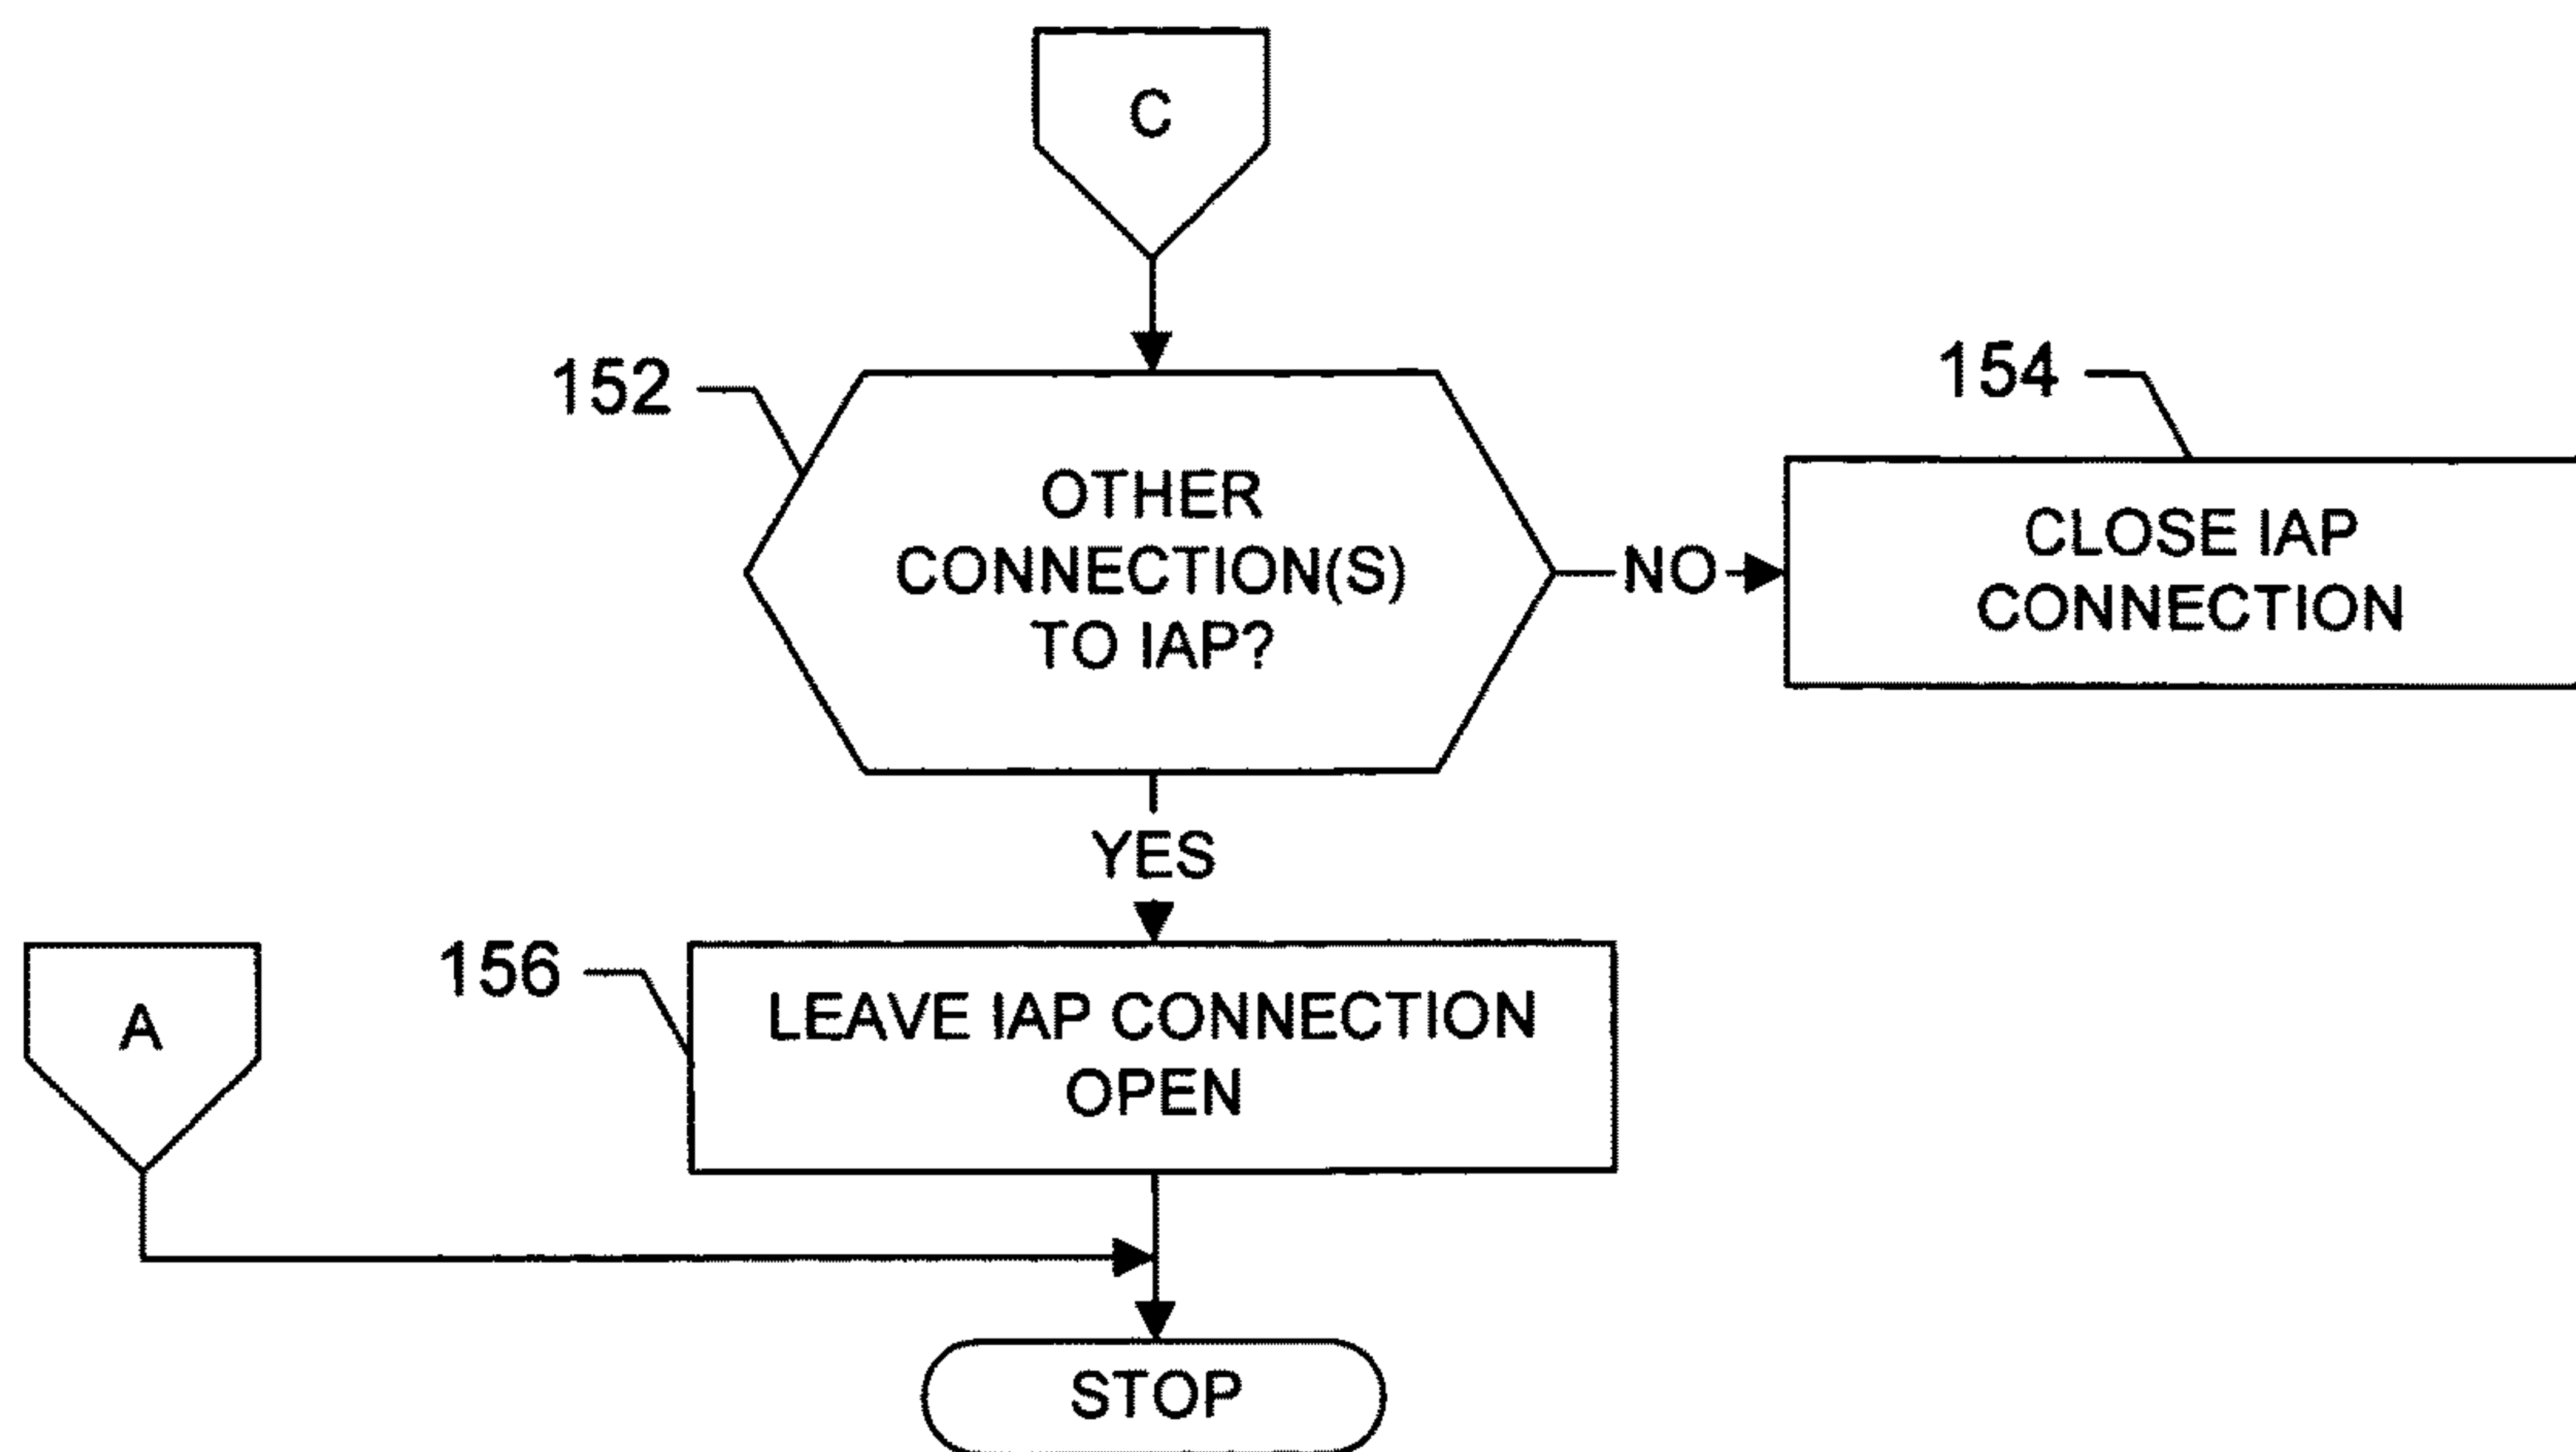 C
152
OTHER
CONNECTION(S)
TO IAP?
NO
154
CLOSE IAP
CONNECTION
YES
A
156
LEAVE IAP CONNECTION
OPEN
STOP